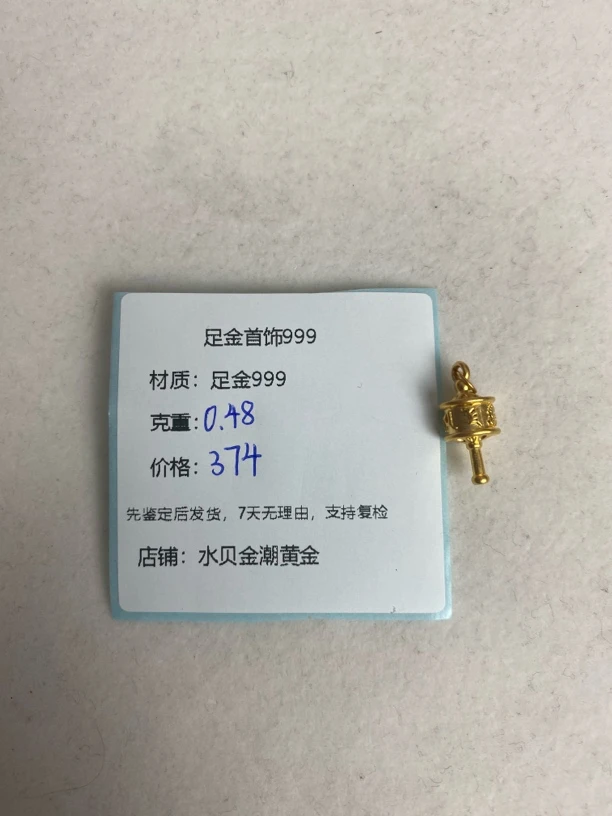 足金首饰999
材质：足金999
克重：0.48
价格：374
先鉴定后发货，7天无理由，支持复检
店铺：水贝金潮黄金